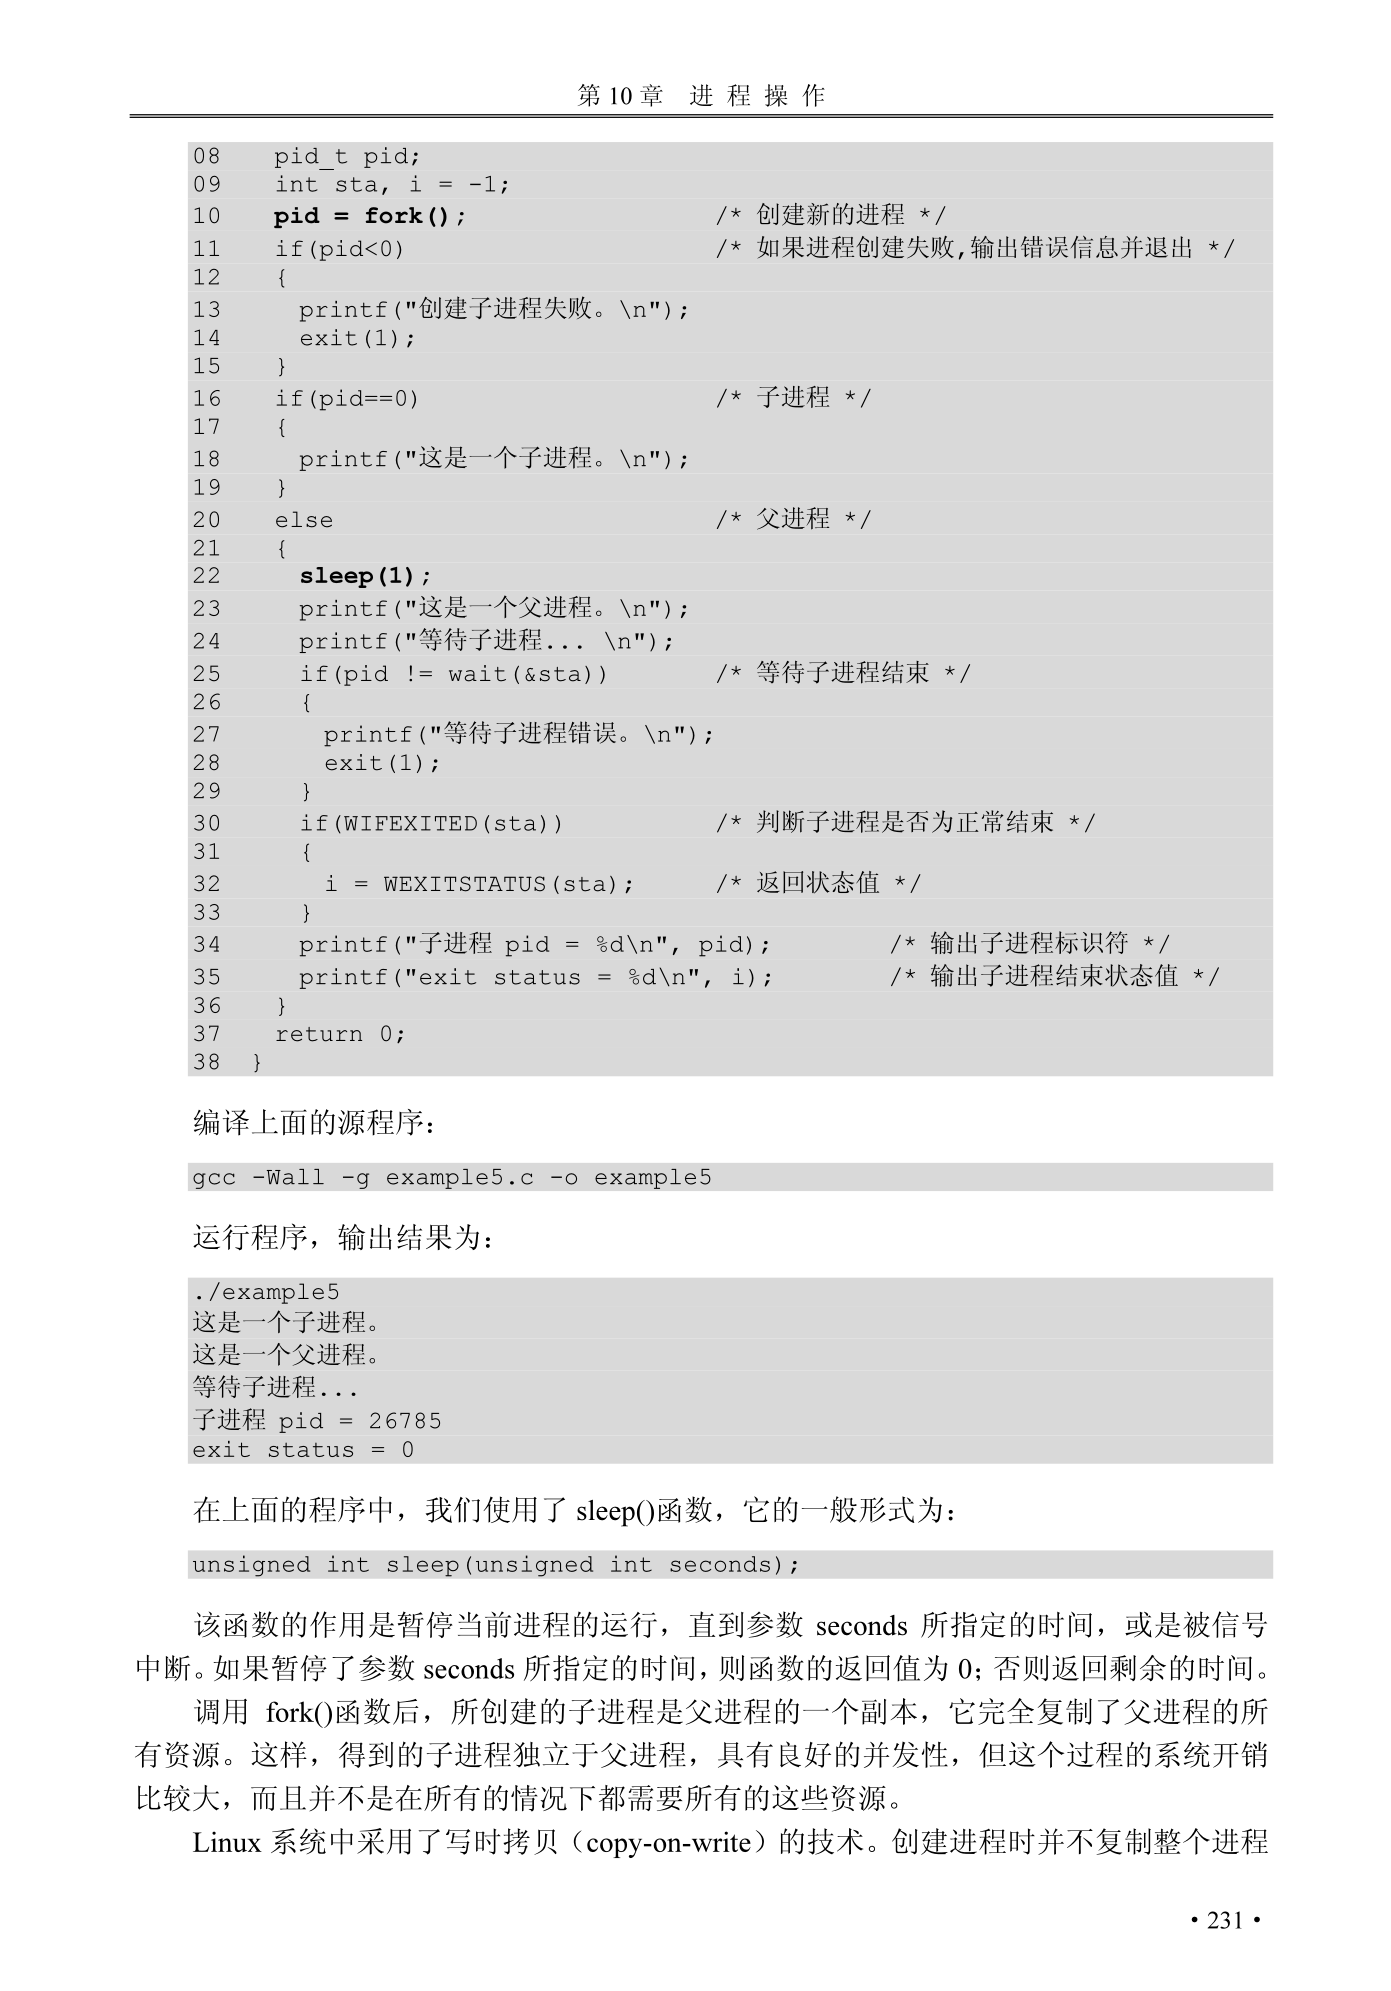 第 10 章　进 程 操 作
08    pid_t pid;
09    int sta, i = -1;
10    pid = fork();                 /* 创建新的进程 */
11    if(pid<0)                     /* 如果进程创建失败,输出错误信息并退出 */
12    {
13      printf("创建子进程失败。\n");
14      exit(1);
15    }
16    if(pid==0)                    /* 子进程 */
17    {
18      printf("这是一个子进程。\n");
19    }
20    else                          /* 父进程 */
21    {
22      sleep(1);
23      printf("这是一个父进程。\n");
24      printf("等待子进程... \n");
25      if(pid != wait(&sta))       /* 等待子进程结束 */
26      {
27        printf("等待子进程错误。\n");
28        exit(1);
29      }
30      if(WIFEXITED(sta))          /* 判断子进程是否为正常结束 */
31      {
32        i = WEXITSTATUS(sta);     /* 返回状态值 */
33      }
34      printf("子进程 pid = %d\n", pid);        /* 输出子进程标识符 */
35      printf("exit status = %d\n", i);        /* 输出子进程结束状态值 */
36    }
37    return 0;
38  }
编译上面的源程序：
gcc -Wall -g example5.c -o example5
运行程序，输出结果为：
./example5
这是一个子进程。
这是一个父进程。
等待子进程...
子进程 pid = 26785
exit status = 0
在上面的程序中，我们使用了 sleep()函数，它的一般形式为：
unsigned int sleep(unsigned int seconds);
该函数的作用是暂停当前进程的运行，直到参数 seconds 所指定的时间，或是被信号
中断。如果暂停了参数 seconds 所指定的时间，则函数的返回值为 0；否则返回剩余的时间。
调用 fork()函数后，所创建的子进程是父进程的一个副本，它完全复制了父进程的所
有资源。这样，得到的子进程独立于父进程，具有良好的并发性，但这个过程的系统开销
比较大，而且并不是在所有的情况下都需要所有的这些资源。
Linux 系统中采用了写时拷贝（copy-on-write）的技术。创建进程时并不复制整个进程
• 231 •